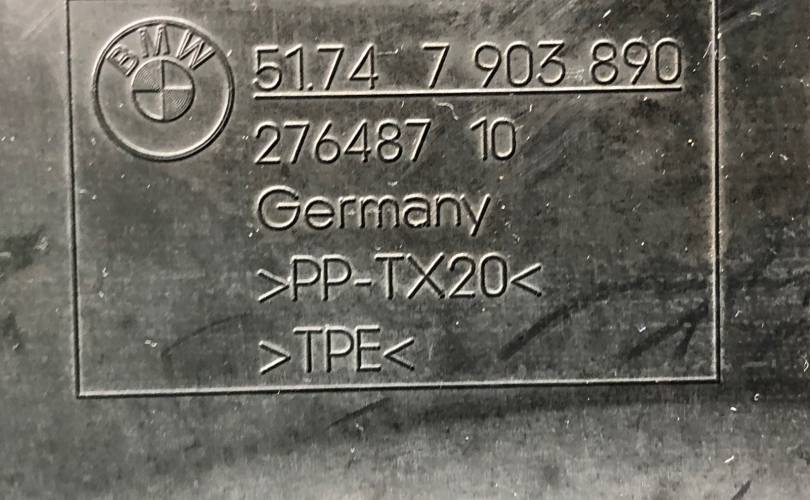 BMW
51.74 7 903 890
276487 10
Germany
>PP-TX20<
>TPE<